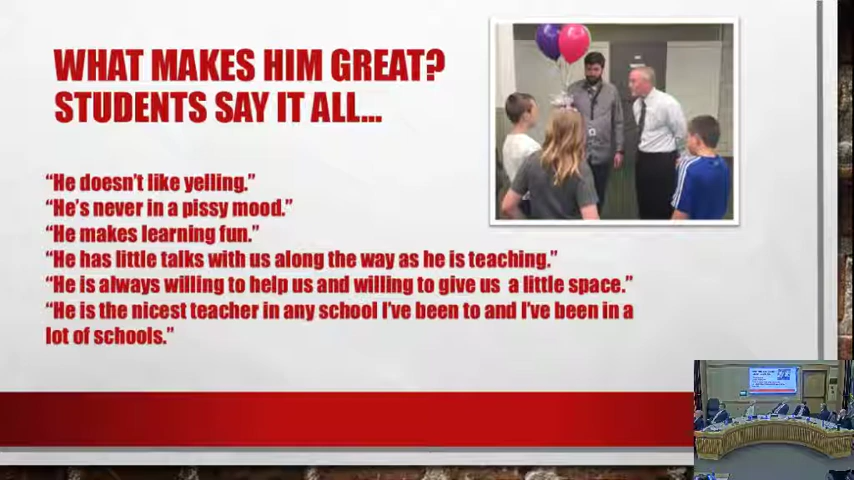 WHAT MAKES HIM GREAT?
STUDENTS SAY IT ALL...
“He doesn’t like yelling.”
“He’s never in a pissy mood.”
“He makes learning fun.”
“He has little talks with us along the way as he is teaching.”
“He is always willing to help us and willing to give us a little space.”
“He is the nicest teacher in any school I’ve been to and I’ve been in a
lot of schools.”